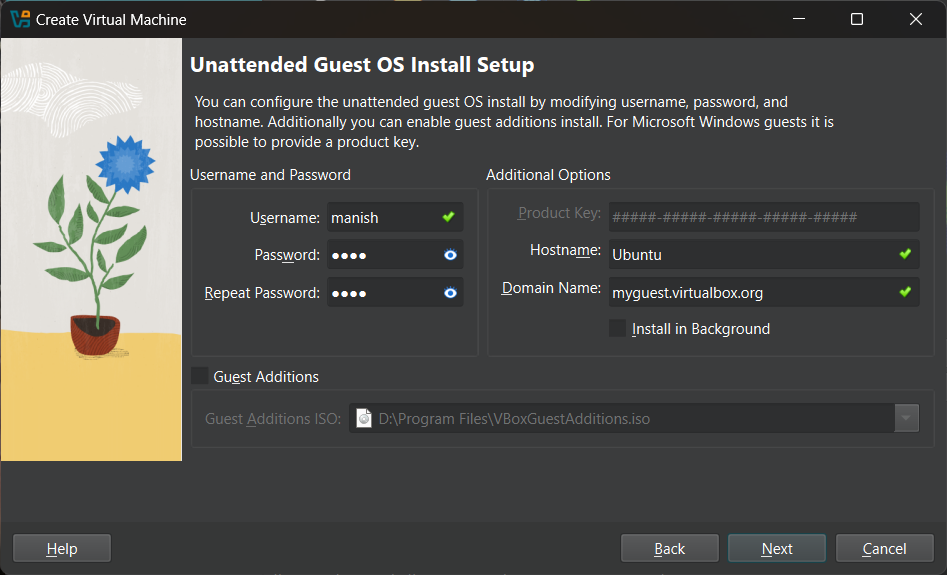 Create Virtual Machine
Unattended Guest OS Install Setup
You can configure the unattended guest OS install by modifying username, password, and
hostname. Additionally you can enable guest additions install. For Microsoft Windows guests it is
possible to provide a product key.
Username and Password
Username: manish
Password: ●●●●
Repeat Password: ●●●●
Additional Options
Product Key: #####-#####-#####-#####-#####
Hostname: Ubuntu
Domain Name: myguest.virtualbox.org
Install in Background
Guest Additions
Guest Additions ISO: D:\Program Files\VBoxGuestAdditions.iso
Help
Back
Next
Cancel